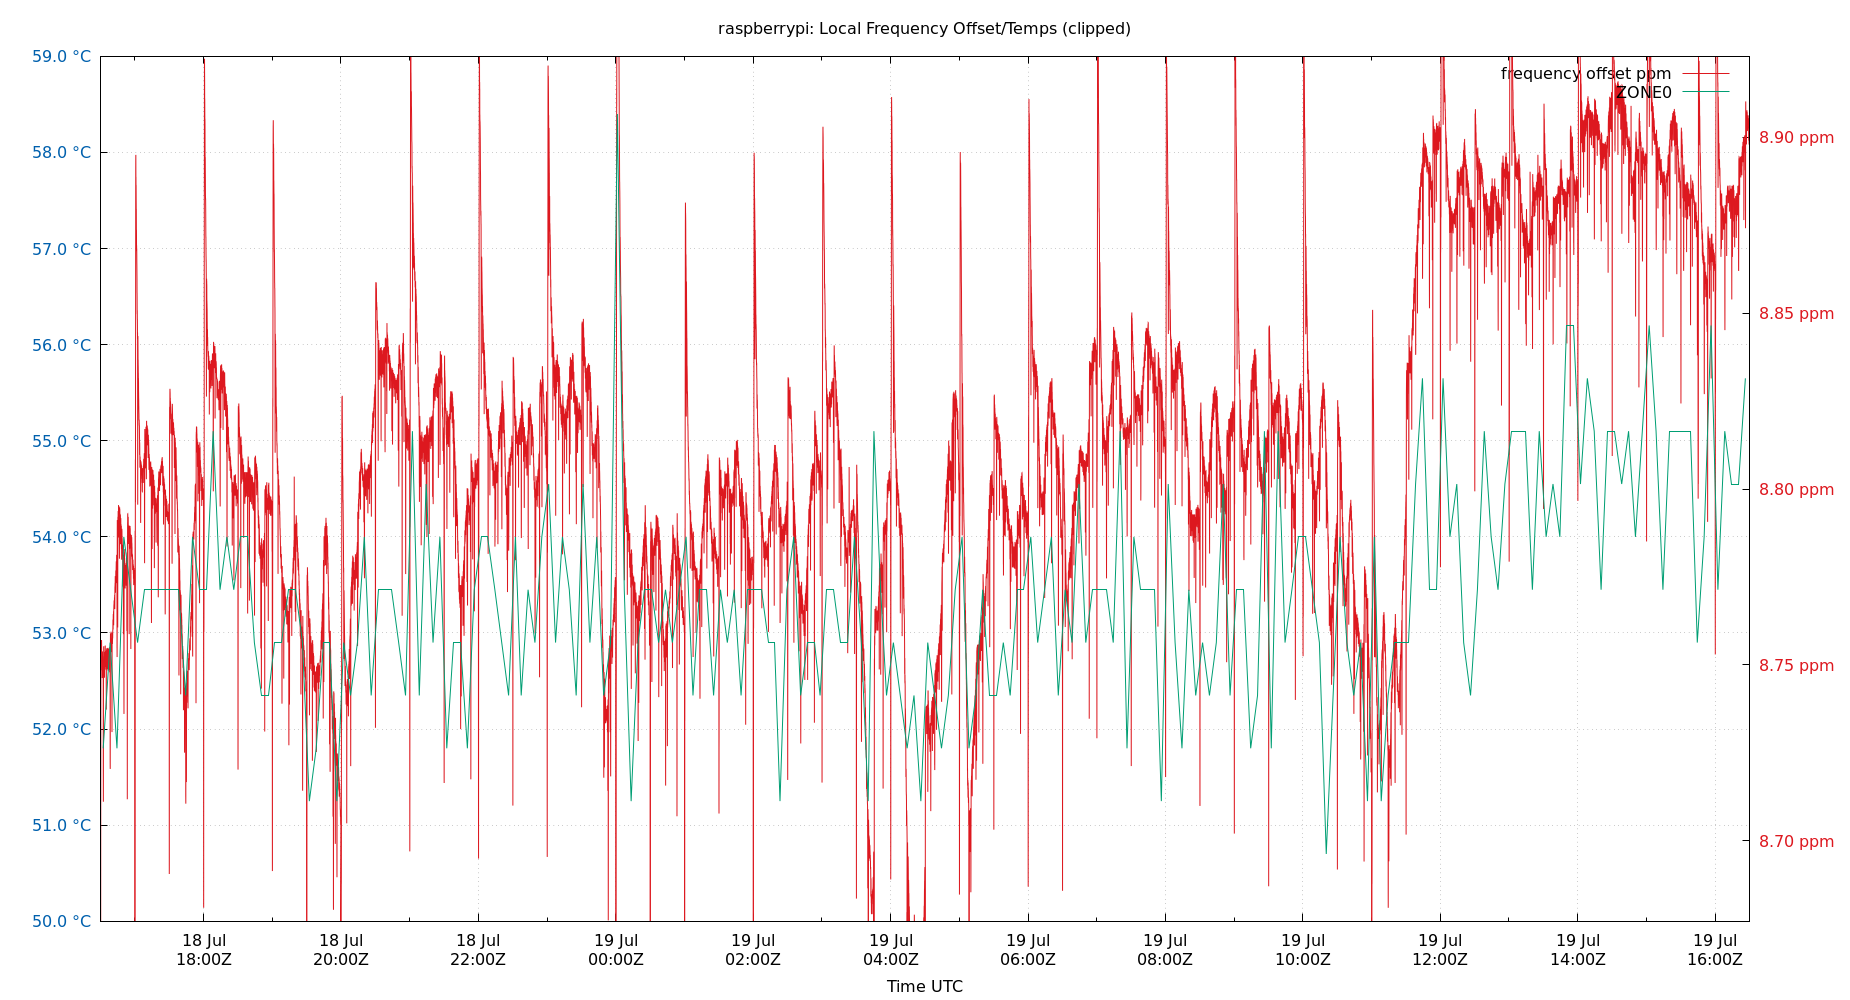 raspberrypi: Local Frequency Offset/Temps (clipped)
59.0 °C
58.0 °C
57.0 °C
56.0 °C
55.0 °C
54.0 °C
53.0 °C
52.0 °C
51.0 °C
50.0 °C
frequency offset ppm
ZONE0
8.90 ppm
8.85 ppm
8.80 ppm
8.75 ppm
8.70 ppm
18 Jul 18 Jul 18 Jul 19 Jul 19 Jul 19 Jul 19 Jul 19 Jul 19 Jul 19 Jul 19 Jul 19 Jul
18:00Z 20:00Z 22:00Z 00:00Z 02:00Z 04:00Z 06:00Z 08:00Z 10:00Z 12:00Z 14:00Z 16:00Z
Time UTC